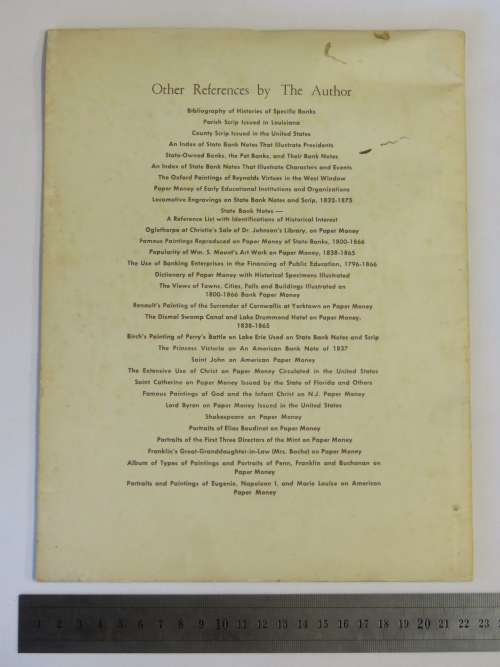 Other References by The Author
Bibliography of Histories of Specific Banks
Parish Scrip Issued in Louisiana
County Scrip Issued in the United States
An Index of State Bank Notes That Illustrate Presidents
State-Owned Banks, the Pet Banks, and Their Bank Notes
An Index of State Bank Notes That Illustrate Characters and Events
The Oxford Paintings of Reynolds Virtues in the West Window
Paper Money of Early Educational Institutions and Organizations
Locomotive Engravings on State Bank Notes and Scrip, 1832-1875
State Bank Notes —
A Reference List with Identifications of Historical Interest
Oglethorpe at Christie's Sale of Dr. Johnson's Library, on Paper Money
Famous Paintings Reproduced on Paper Money of State Banks, 1800-1866
Popularity of Wm. S. Mount's Art Work on Paper Money, 1838-1865
The Use of Banking Enterprises in the Financing of Public Education, 1796-1866
Dictionary of Paper Money with Historical Specimens Illustrated
The Views of Towns, Cities, Falls and Buildings Illustrated on
1800-1866 Bank Paper Money
Renault's Painting of the Surrender of Cornwallis at Yorktown on Paper Money
The Dismal Swamp Canal and Lake Drummond Hotel on Paper Money,
1838-1865
Birch's Painting of Perry's Battle on Lake Erie Used on State Bank Notes and Scrip
The Princess Victoria on An American Bank Note of 1837
Saint John on American Paper Money
The Extensive Use of Christ on Paper Money Circulated in the United States
Saint Catherine on Paper Money Issued by the State of Florida and Others
Famous Paintings of God and the Infant Christ on N.J. Paper Money
Lord Byron on Paper Money Issued in the United States
Shakespeare on Paper Money
Portraits of Elias Boudinot on Paper Money
Portraits of the First Three Directors of the Mint on Paper Money
Franklin's Great-Granddaughter-in-Law (Mrs. Bache) on Paper Money
Album of Types of Paintings and Portraits of Penn, Franklin and Buchanan on
Paper Money
Portraits and Paintings of Eugenie, Napoleon I, and Marie Louise on American
Paper Money
1 2 3 4 5 6 7 8 9 10 11 12 13 14 15 16 17 18 19 20 21 22 23